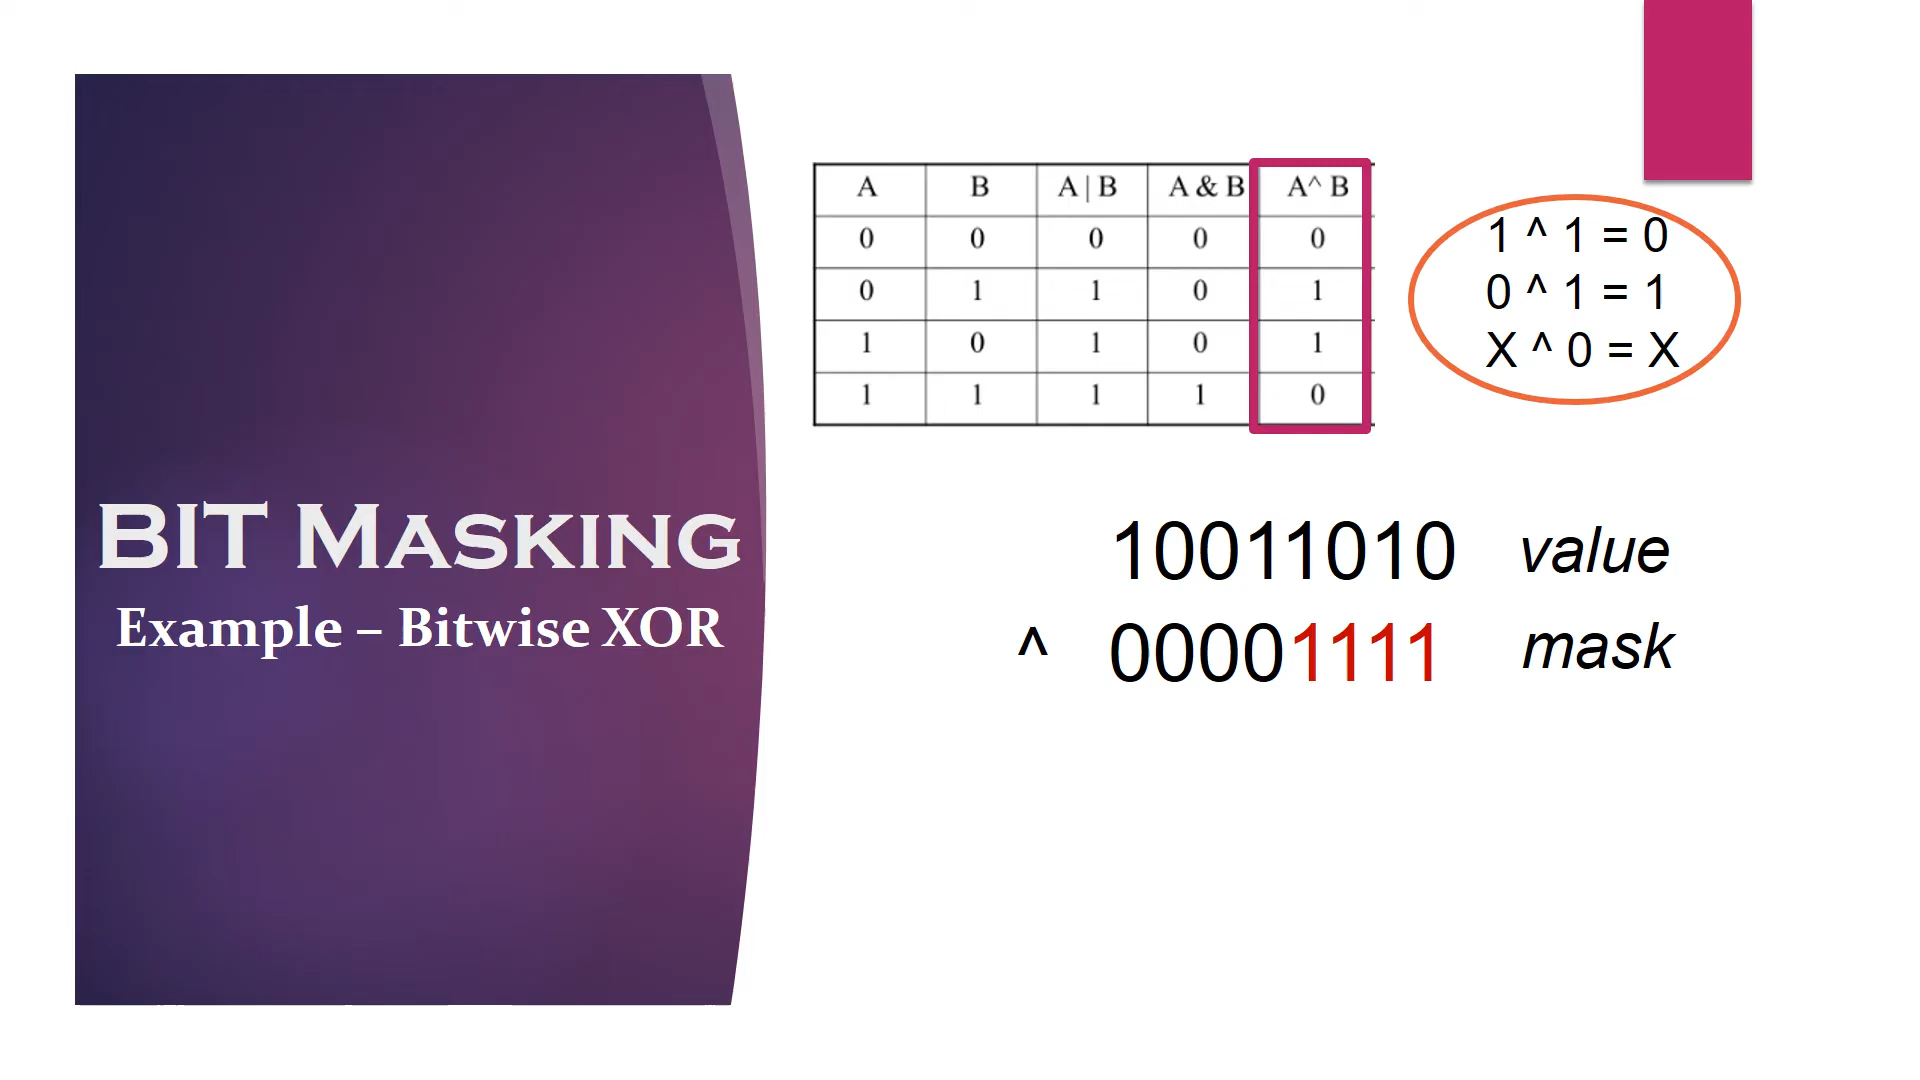 BIT MASKING
Example – Bitwise XOR
A B A | B A & B A^ B
0 0 0 0 0
0 1 1 0 1
1 0 1 0 1
1 1 1 1 0
1 ^ 1 = 0
0 ^ 1 = 1
X ^ 0 = X
10011010 value
^ 00001111 mask